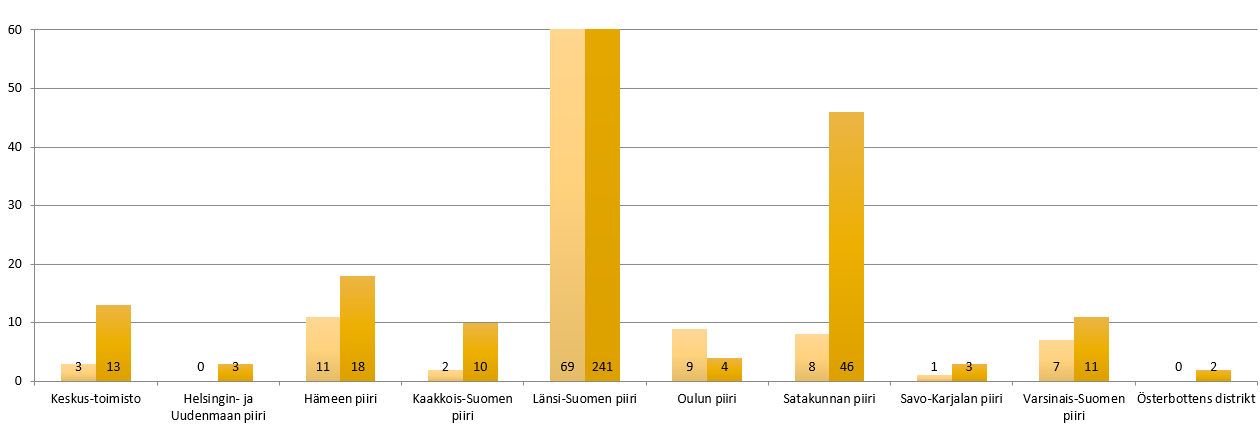 60
50
40
30
20
10
0
3 13 0 3 11 18 2 10 69 241 9 4 8 46 1 3 7 11 0 2
Keskus-toimisto Helsingin- ja Hämeen piiri Kaakkois-Suomen Länsi-Suomen piiri Oulun piiri Satakunnan piiri Savo-Karjalan piiri Varsinais-Suomen Österbottens distrikt
Uudenmaan piiri piiri piiri